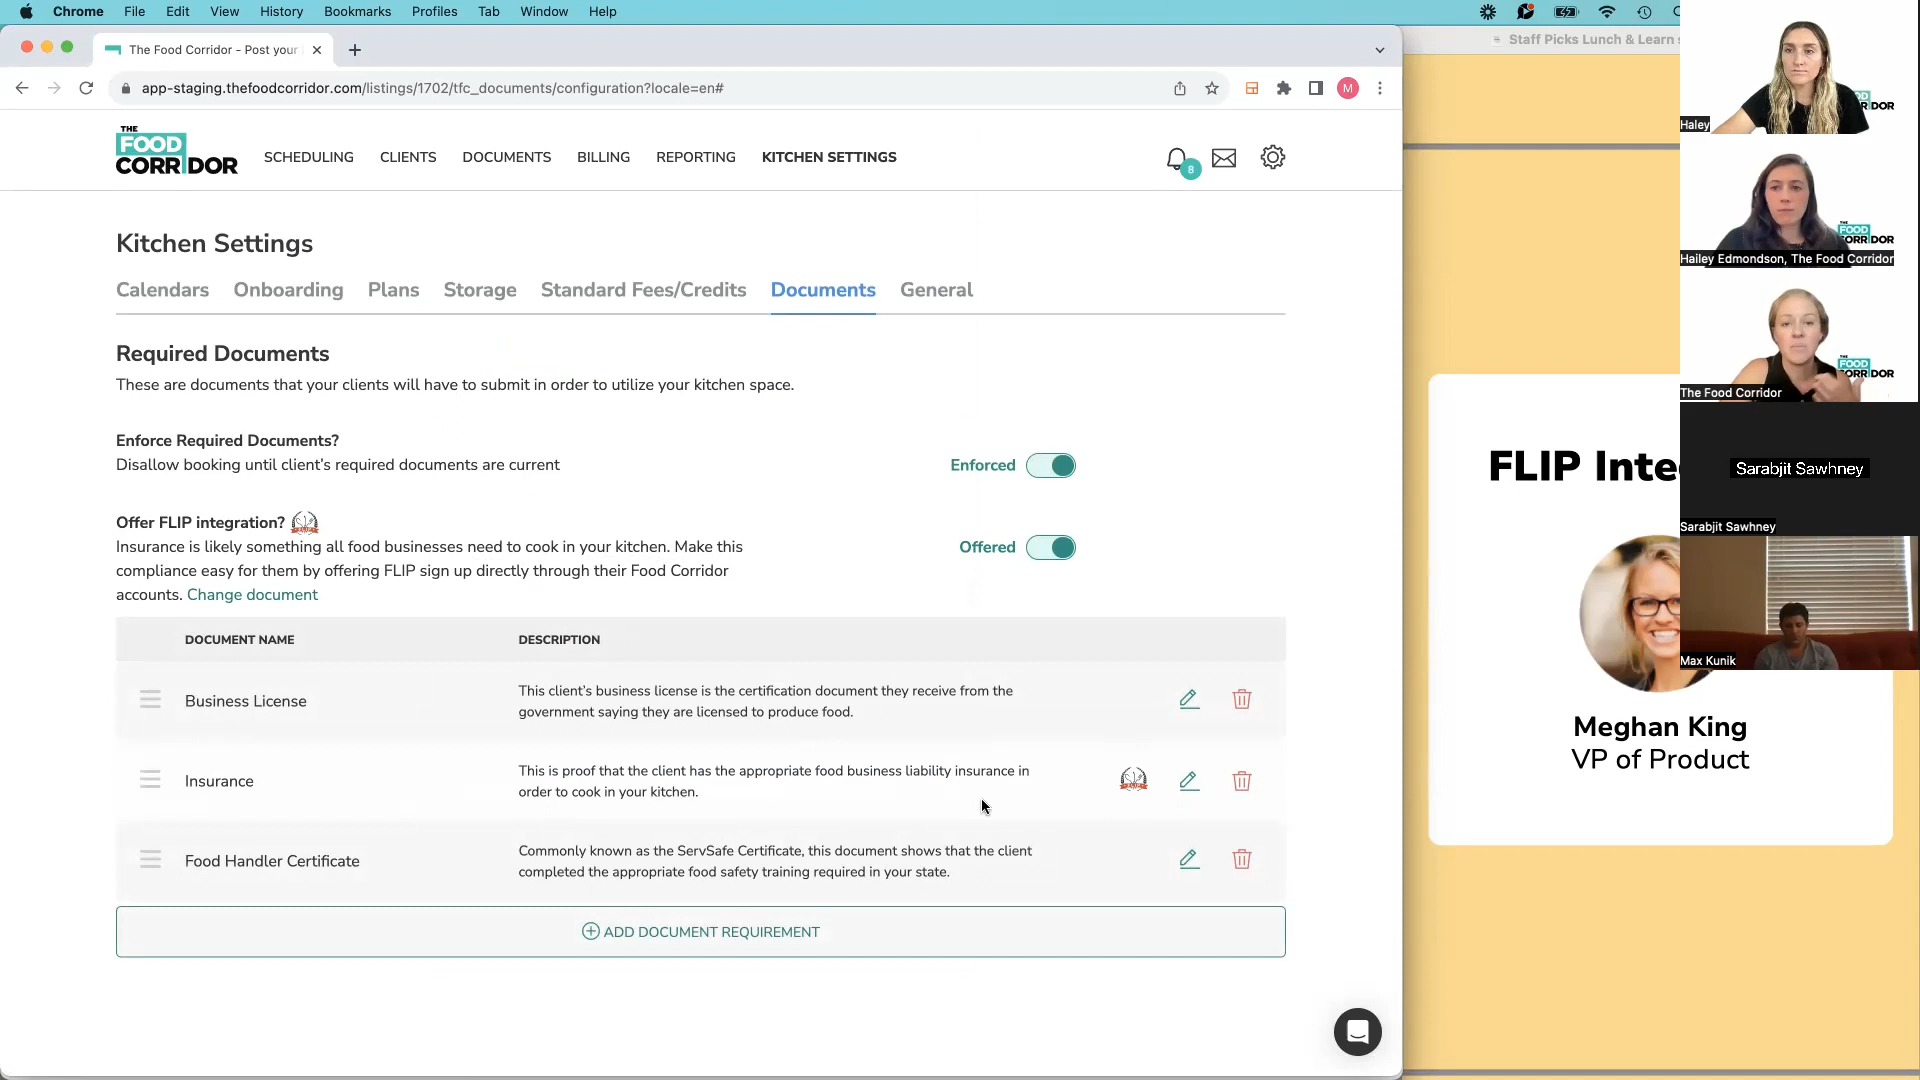 Chrome File Edit View History Bookmarks Profiles Tab Window Help
The Food Corridor - Post your
Staff Picks Lunch & Learn
app-staging.thefoodcorridor.com/listings/1702/tfc_documents/configuration?locale=en#
M
THE
FOOD
CORRIDOR
SCHEDULING CLIENTS DOCUMENTS BILLING REPORTING KITCHEN SETTINGS
8
Kitchen Settings
Calendars Onboarding Plans Storage Standard Fees/Credits Documents General
Required Documents
These are documents that your clients will have to submit in order to utilize your kitchen space.
Enforce Required Documents?
Disallow booking until client's required documents are current
Enforced
Offer FLIP integration?
Insurance is likely something all food businesses need to cook in your kitchen. Make this
compliance easy for them by offering FLIP sign up directly through their Food Corridor
accounts. Change document
Offered
DOCUMENT NAME DESCRIPTION
Business License
This client's business license is the certification document they receive from the
government saying they are licensed to produce food.
Insurance
This is proof that the client has the appropriate food business liability insurance in
order to cook in your kitchen.
Food Handler Certificate
Commonly known as the ServSafe Certificate, this document shows that the client
completed the appropriate food safety training required in your state.
ADD DOCUMENT REQUIREMENT
FLIP Inte
Meghan King
VP of Product
RIDOR
Haley
THE
FOOD
CORRIDOR
Hailey Edmondson, The Food Corridor
THE
FOOD
CORRIDOR
The Food Corridor
Sarabjit Sawhney
Sarabjit Sawhney
Max Kunik